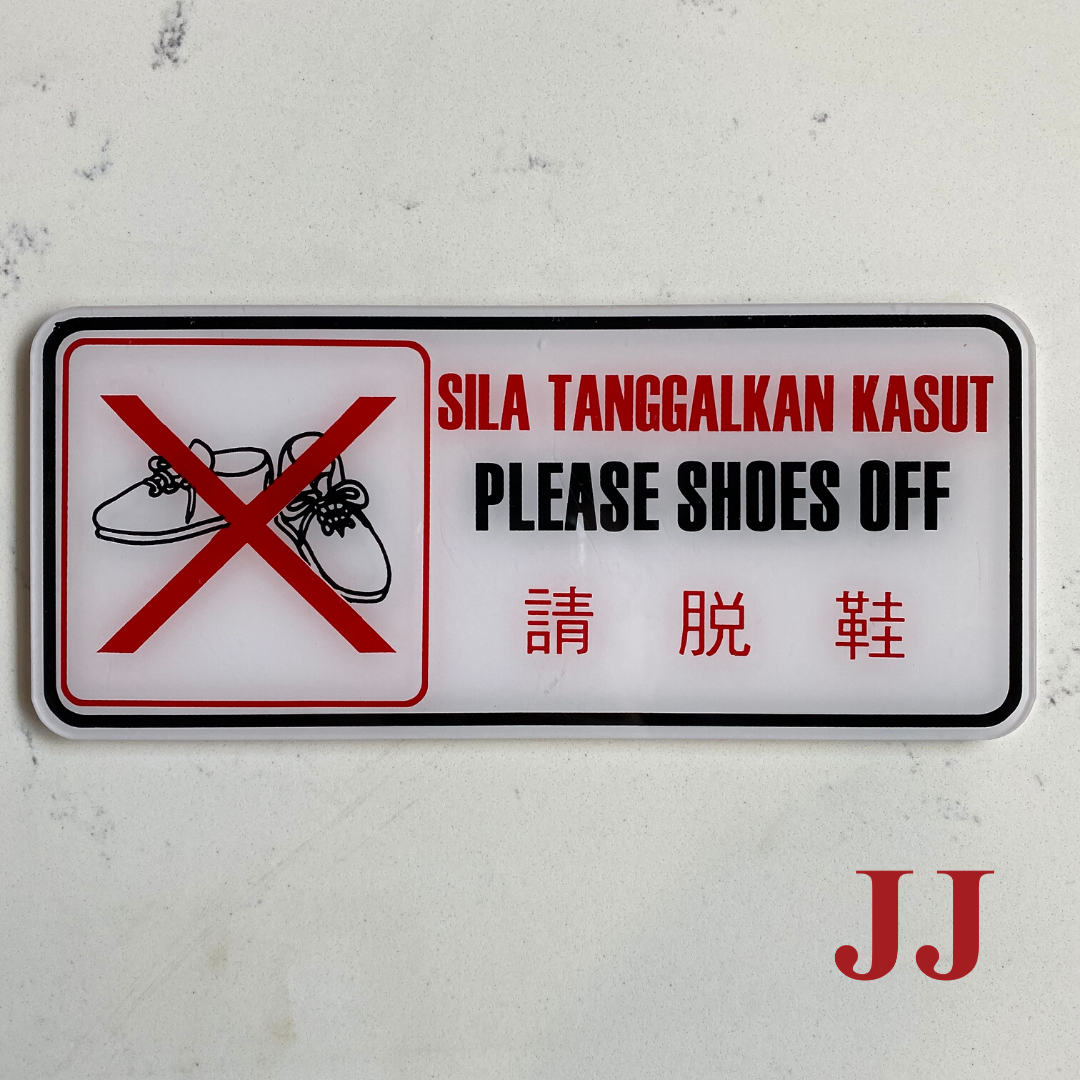 SILA TANGGALKAN KASUT
PLEASE SHOES OFF
請 脱 鞋
JJ